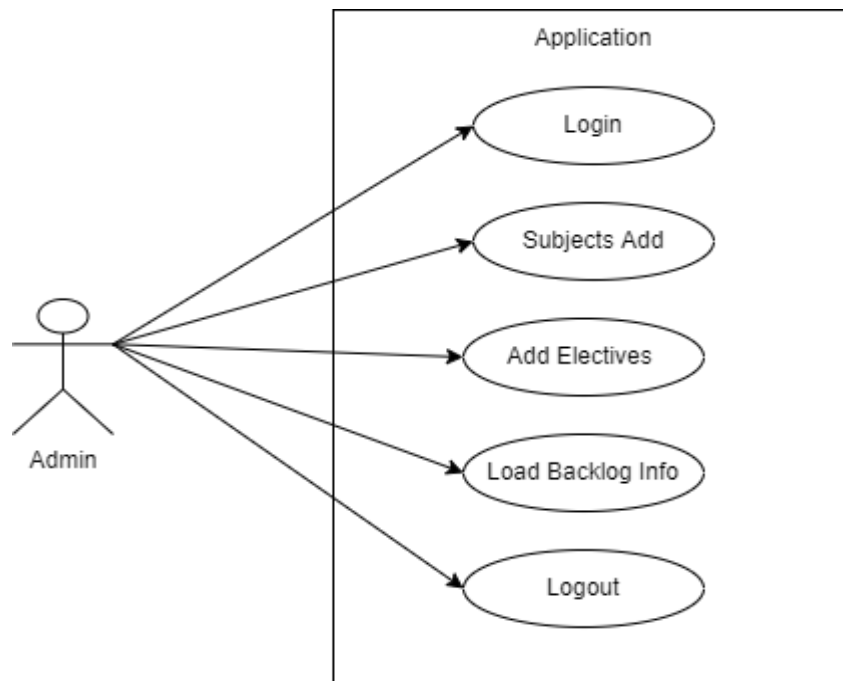 Application
Login
Subjects Add
Add Electives
Load Backlog Info
Admin
Logout